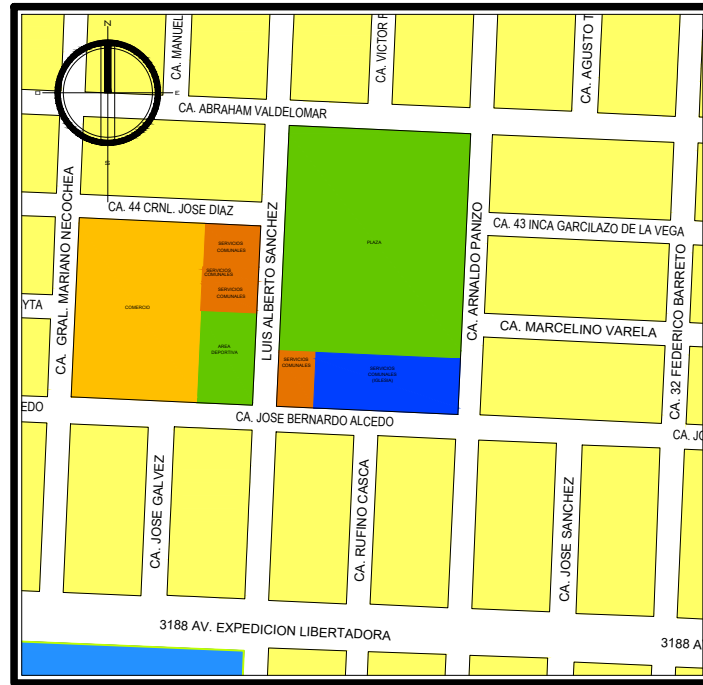 N
O
E
S
CA. MANUEL
CA. VICTOR
CA. AGUSTO T
CA. ABRAHAM VALDELOMAR
CA. GRAL. MARIANO NECOCHEA
CA. 44 CRNL. JOSE DIAZ
LUIS ALBERTO SANCHEZ
SERVICIOS
COMUNALES
SERVICIOS
COMUNALES
SERVICIOS
COMUNALES
PLAZA
CA. ARNALDO PANIZO
CA. 43 INCA GARCILAZO DE LA VEGA
CA. 32 FEDERICO BARRETO
YTA
COMERCIO
CA. MARCELINO VARELA
AREA
DEPORTIVA
SERVICIOS
COMUNALES
SERVICIOS
COMUNALES
(IGLESIA)
EDO
CA. JOSE BERNARDO ALCEDO
CA. JO
CA. JOSE GALVEZ
CA. RUFINO CASCA
CA. JOSE SANCHEZ
3188 AV. EXPEDICION LIBERTADORA
3188 A